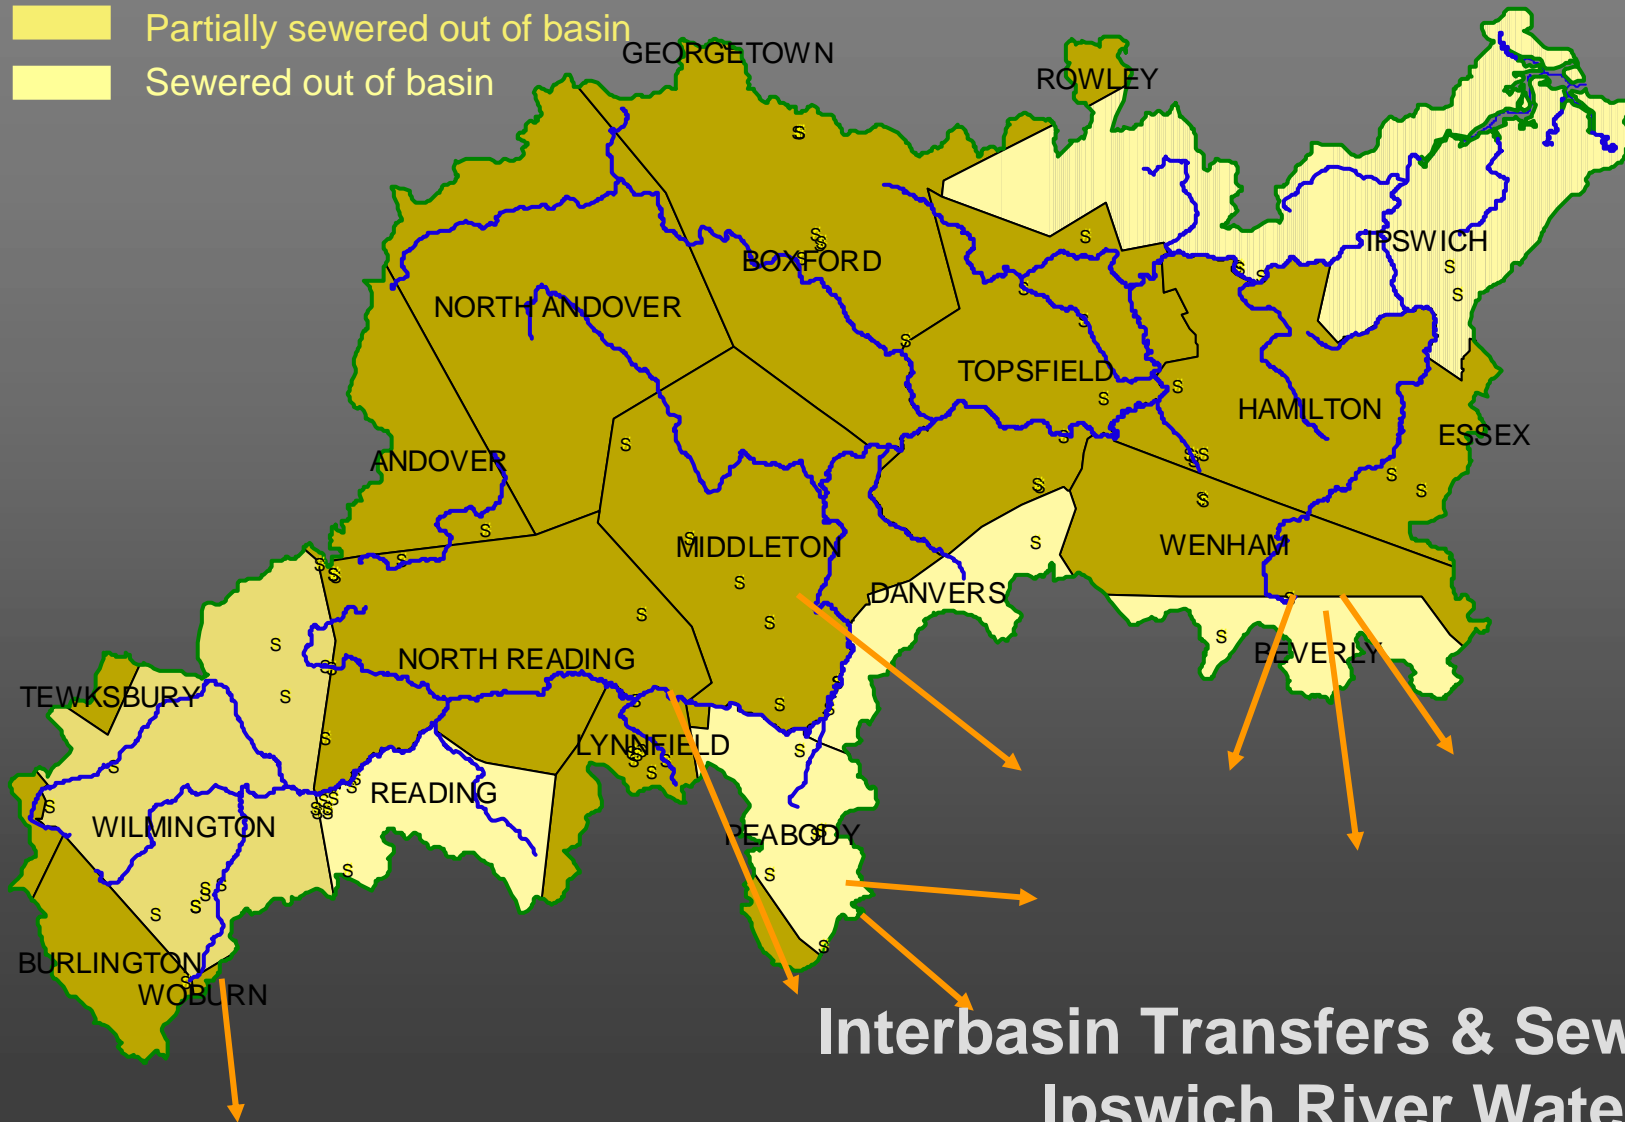 Partially sewered out of basin
Sewered out of basin
GEORGETOWN
ROWLEY
IPSWICH
BOXFORD
NORTH ANDOVER
TOPSFIELD
HAMILTON
ESSEX
ANDOVER
MIDDLETON
WENHAM
DANVERS
BEVERLY
NORTH READING
TEWKSBURY
LYNNFIELD
READING
WILMINGTON
PEABODY
BURLINGTON
WOBURN
Interbasin Transfers & Sew
Ipswich River Wate